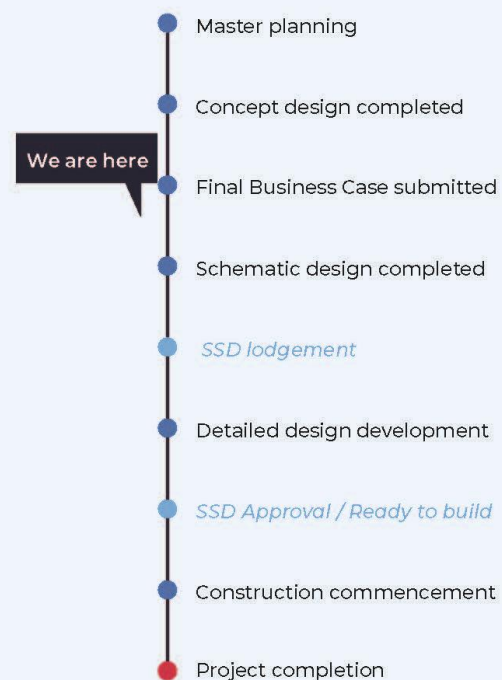 Master planning
Concept design completed
We are here
Final Business Case submitted
Schematic design completed
SSD lodgement
Detailed design development
SSD Approval / Ready to build
Construction commencement
Project completion